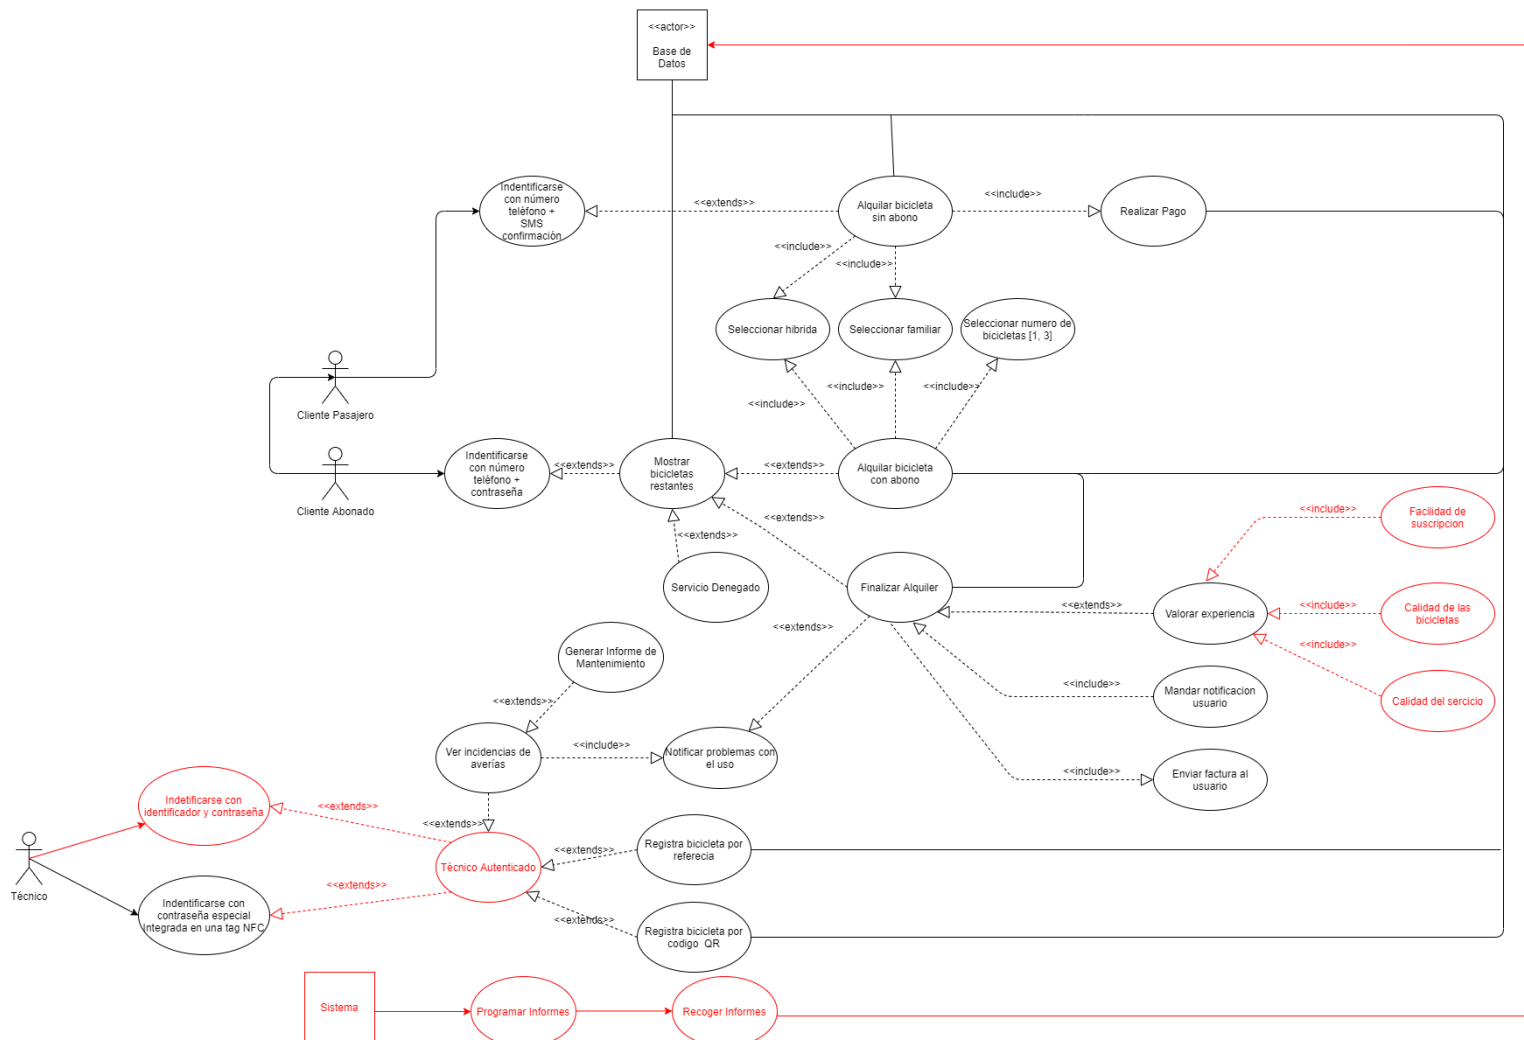 <<actor>>
Base de
Datos
Indentificarse
con número
teléfono +
SMS
confirmación
<<extends>>
Alquilar bicicleta
sin abono
<<include>>
Realizar Pago
<<include>>
<<include>>
Seleccionar hibrida
Seleccionar familiar
Seleccionar numero de
bicicletas [1, 3]
<<include>>
<<include>>
<<include>>
Cliente Pasajero
Cliente Abonado
Indentificarse
con número
teléfono +
contraseña
<<extends>>
Mostrar
bicicletas
restantes
<<extends>>
Alquilar bicicleta
con abono
<<extends>>
<<extends>>
Servicio Denegado
Finalizar Alquiler
<<extends>>
Valorar experiencia
<<include>>
Facilidad de
suscripcion
<<include>>
Calidad de las
bicicletas
<<include>>
Calidad del sercicio
<<extends>>
Generar Informe de
Mantenimiento
<<extends>>
<<include>>
Mandar notificacion
usuario
Ver incidencias de
averías
<<include>>
Notificar problemas con
el uso
<<include>>
Enviar factura al
usuario
Indetificarse con
identificador y contraseña
<<extends>>
<<extends>>
Técnico
Técnico Autenticado
<<extends>>
Registra bicicleta por
referecia
Indentificarse con
contraseña especial
Integrada en una tag NFC
<<extends>>
<<extends>>
Registra bicicleta por
codigo QR
Sistema
Programar Informes
Recoger Informes